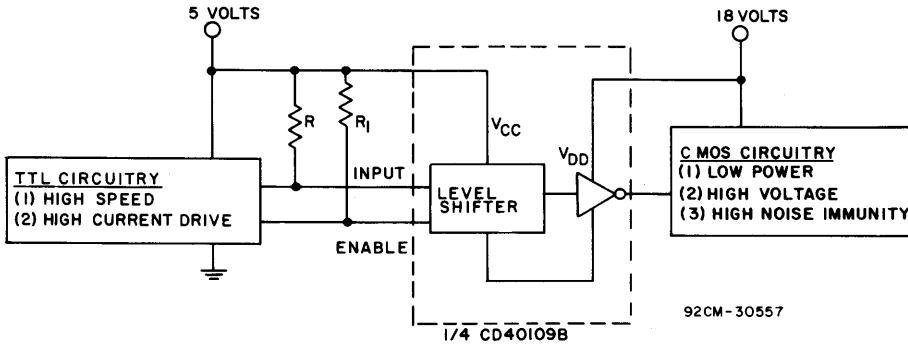 5 VOLTS
18 VOLTS
R
R1
VCC
VDD
TTL CIRCUITRY
(1) HIGH SPEED
(2) HIGH CURRENT DRIVE
INPUT
ENABLE
LEVEL
SHIFTER
C MOS CIRCUITRY
(1) LOW POWER
(2) HIGH VOLTAGE
(3) HIGH NOISE IMMUNITY
1/4 CD40109B
92CM-30557